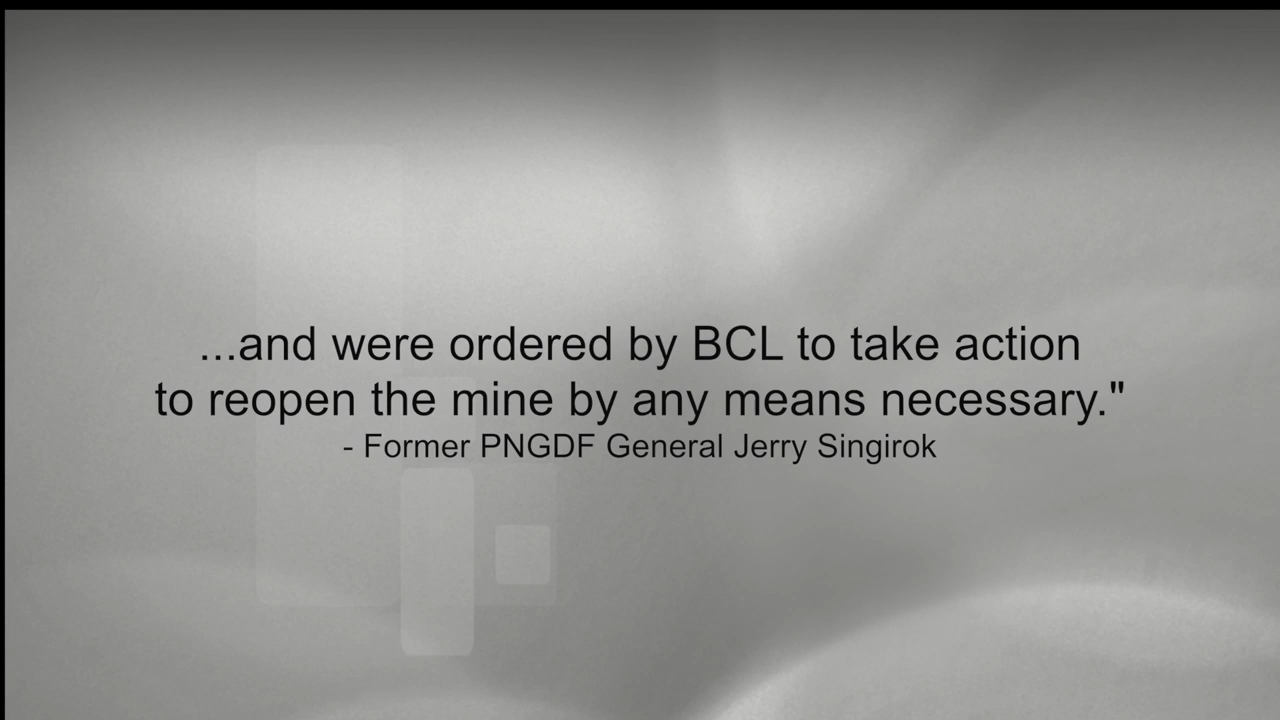 ...and were ordered by BCL to take action
to reopen the mine by any means necessary."
- Former PNGDF General Jerry Singirok